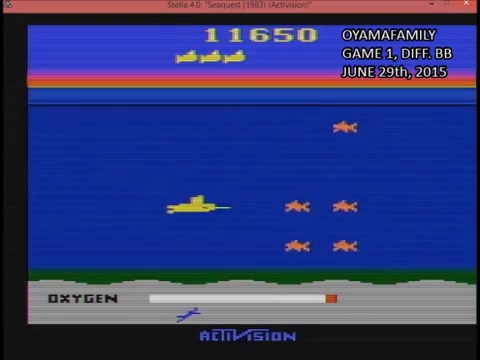 Stella 4.0: "Seaquest (1983) (Activision)"
11650
OYAMAFAMILY
GAME 1, DIFF. BB
JUNE 29th, 2015
OXYGEN
ACTIVISION